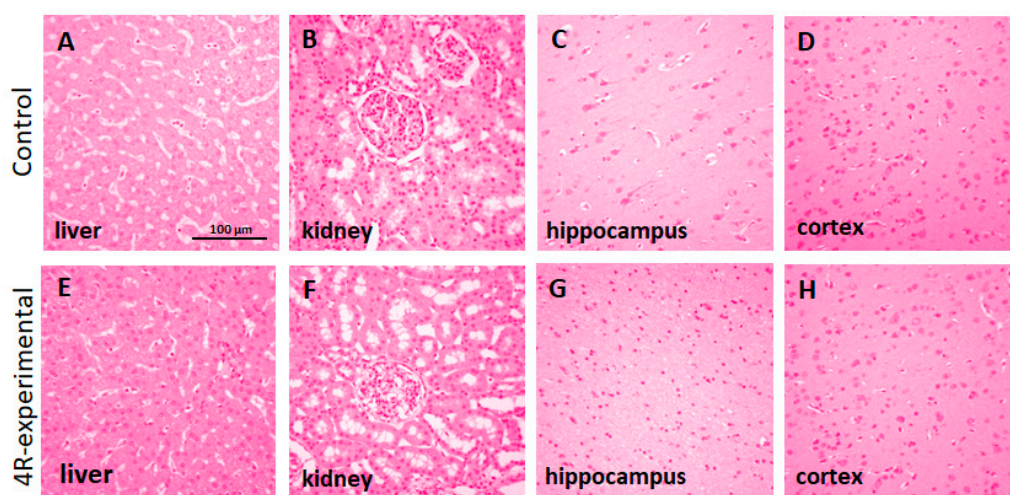 Control
A
liver
100 µm
B
kidney
C
hippocampus
D
cortex
4R-experimental
E
liver
F
kidney
G
hippocampus
H
cortex